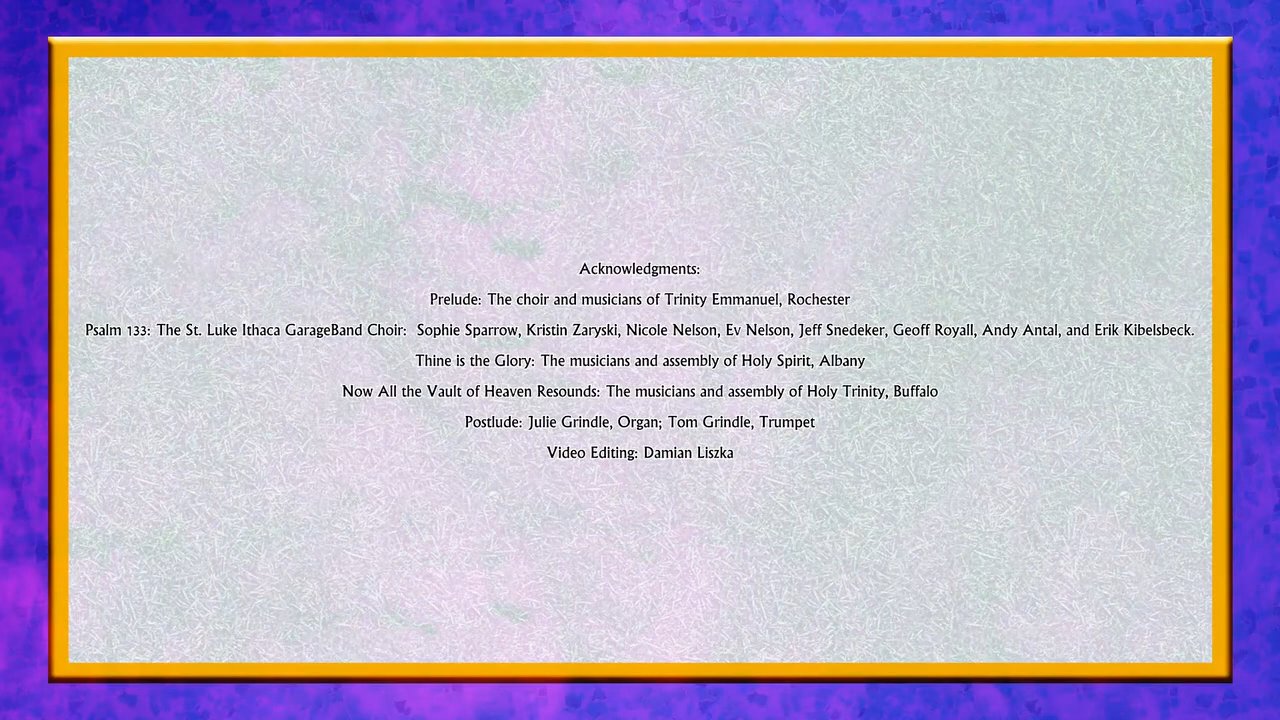 Acknowledgments:
Prelude: The choir and musicians of Trinity Emmanuel, Rochester
Psalm 133: The St. Luke Ithaca GarageBand Choir: Sophie Sparrow, Kristin Zaryski, Nicole Nelson, Ev Nelson, Jeff Snedeker, Geoff Royall, Andy Antal, and Erik Kibelsbeck.
Thine is the Glory: The musicians and assembly of Holy Spirit, Albany
Now All the Vault of Heaven Resounds: The musicians and assembly of Holy Trinity, Buffalo
Postlude: Julie Grindle, Organ; Tom Grindle, Trumpet
Video Editing: Damian Liszka